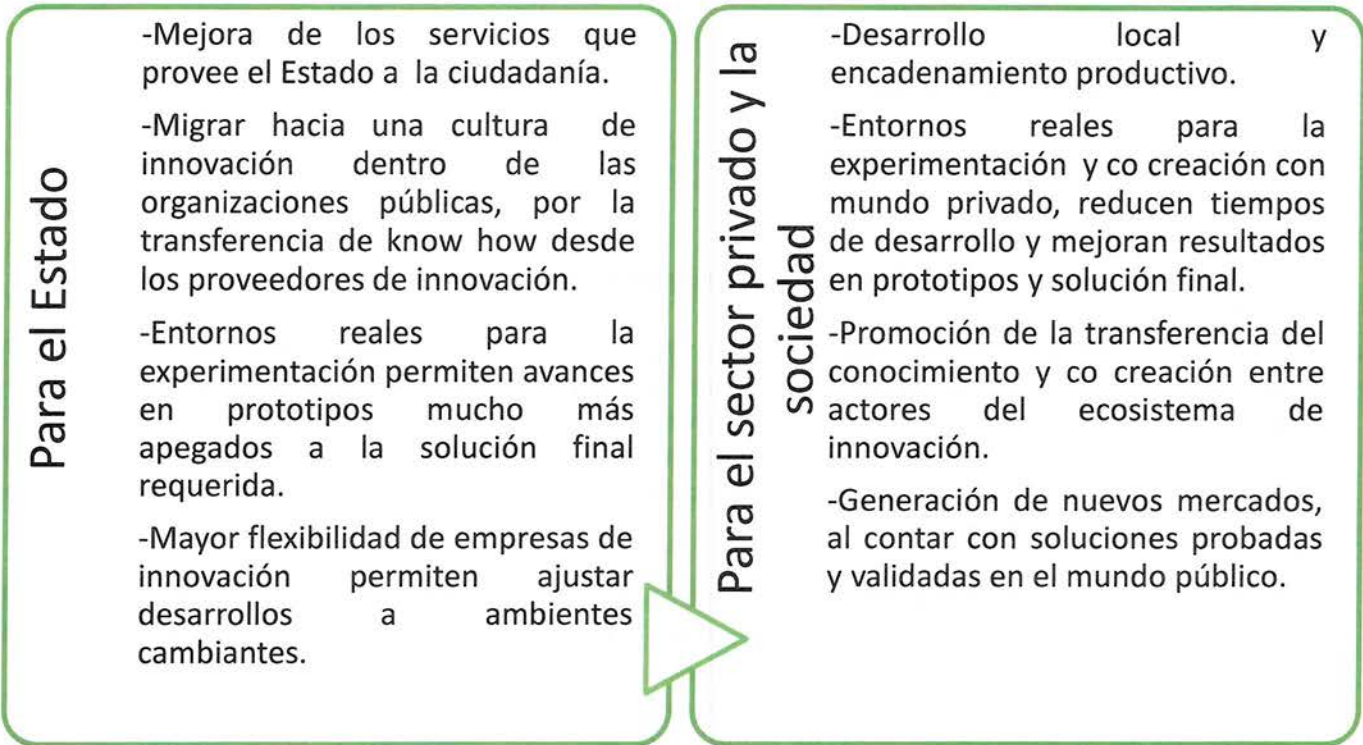 Para el Estado
-Mejora de los servicios que
provee el Estado a la ciudadanía.
-Migrar hacia una cultura de
innovación dentro de las
organizaciones públicas, por la
transferencia de know how desde
los proveedores de innovación.
-Entornos reales para la
experimentación permiten avances
en prototipos mucho más
apegados a la solución final
requerida.
-Mayor flexibilidad de empresas de
innovación permiten ajustar
desarrollos a ambientes
cambiantes.
Para el sector privado y la
sociedad
-Desarrollo local y
encadenamiento productivo.
-Entornos reales para la
experimentación y co creación con
mundo privado, reducen tiempos
de desarrollo y mejoran resultados
en prototipos y solución final.
-Promoción de la transferencia del
conocimiento y co creación entre
actores del ecosistema de
innovación.
-Generación de nuevos mercados,
al contar con soluciones probadas
y validadas en el mundo público.